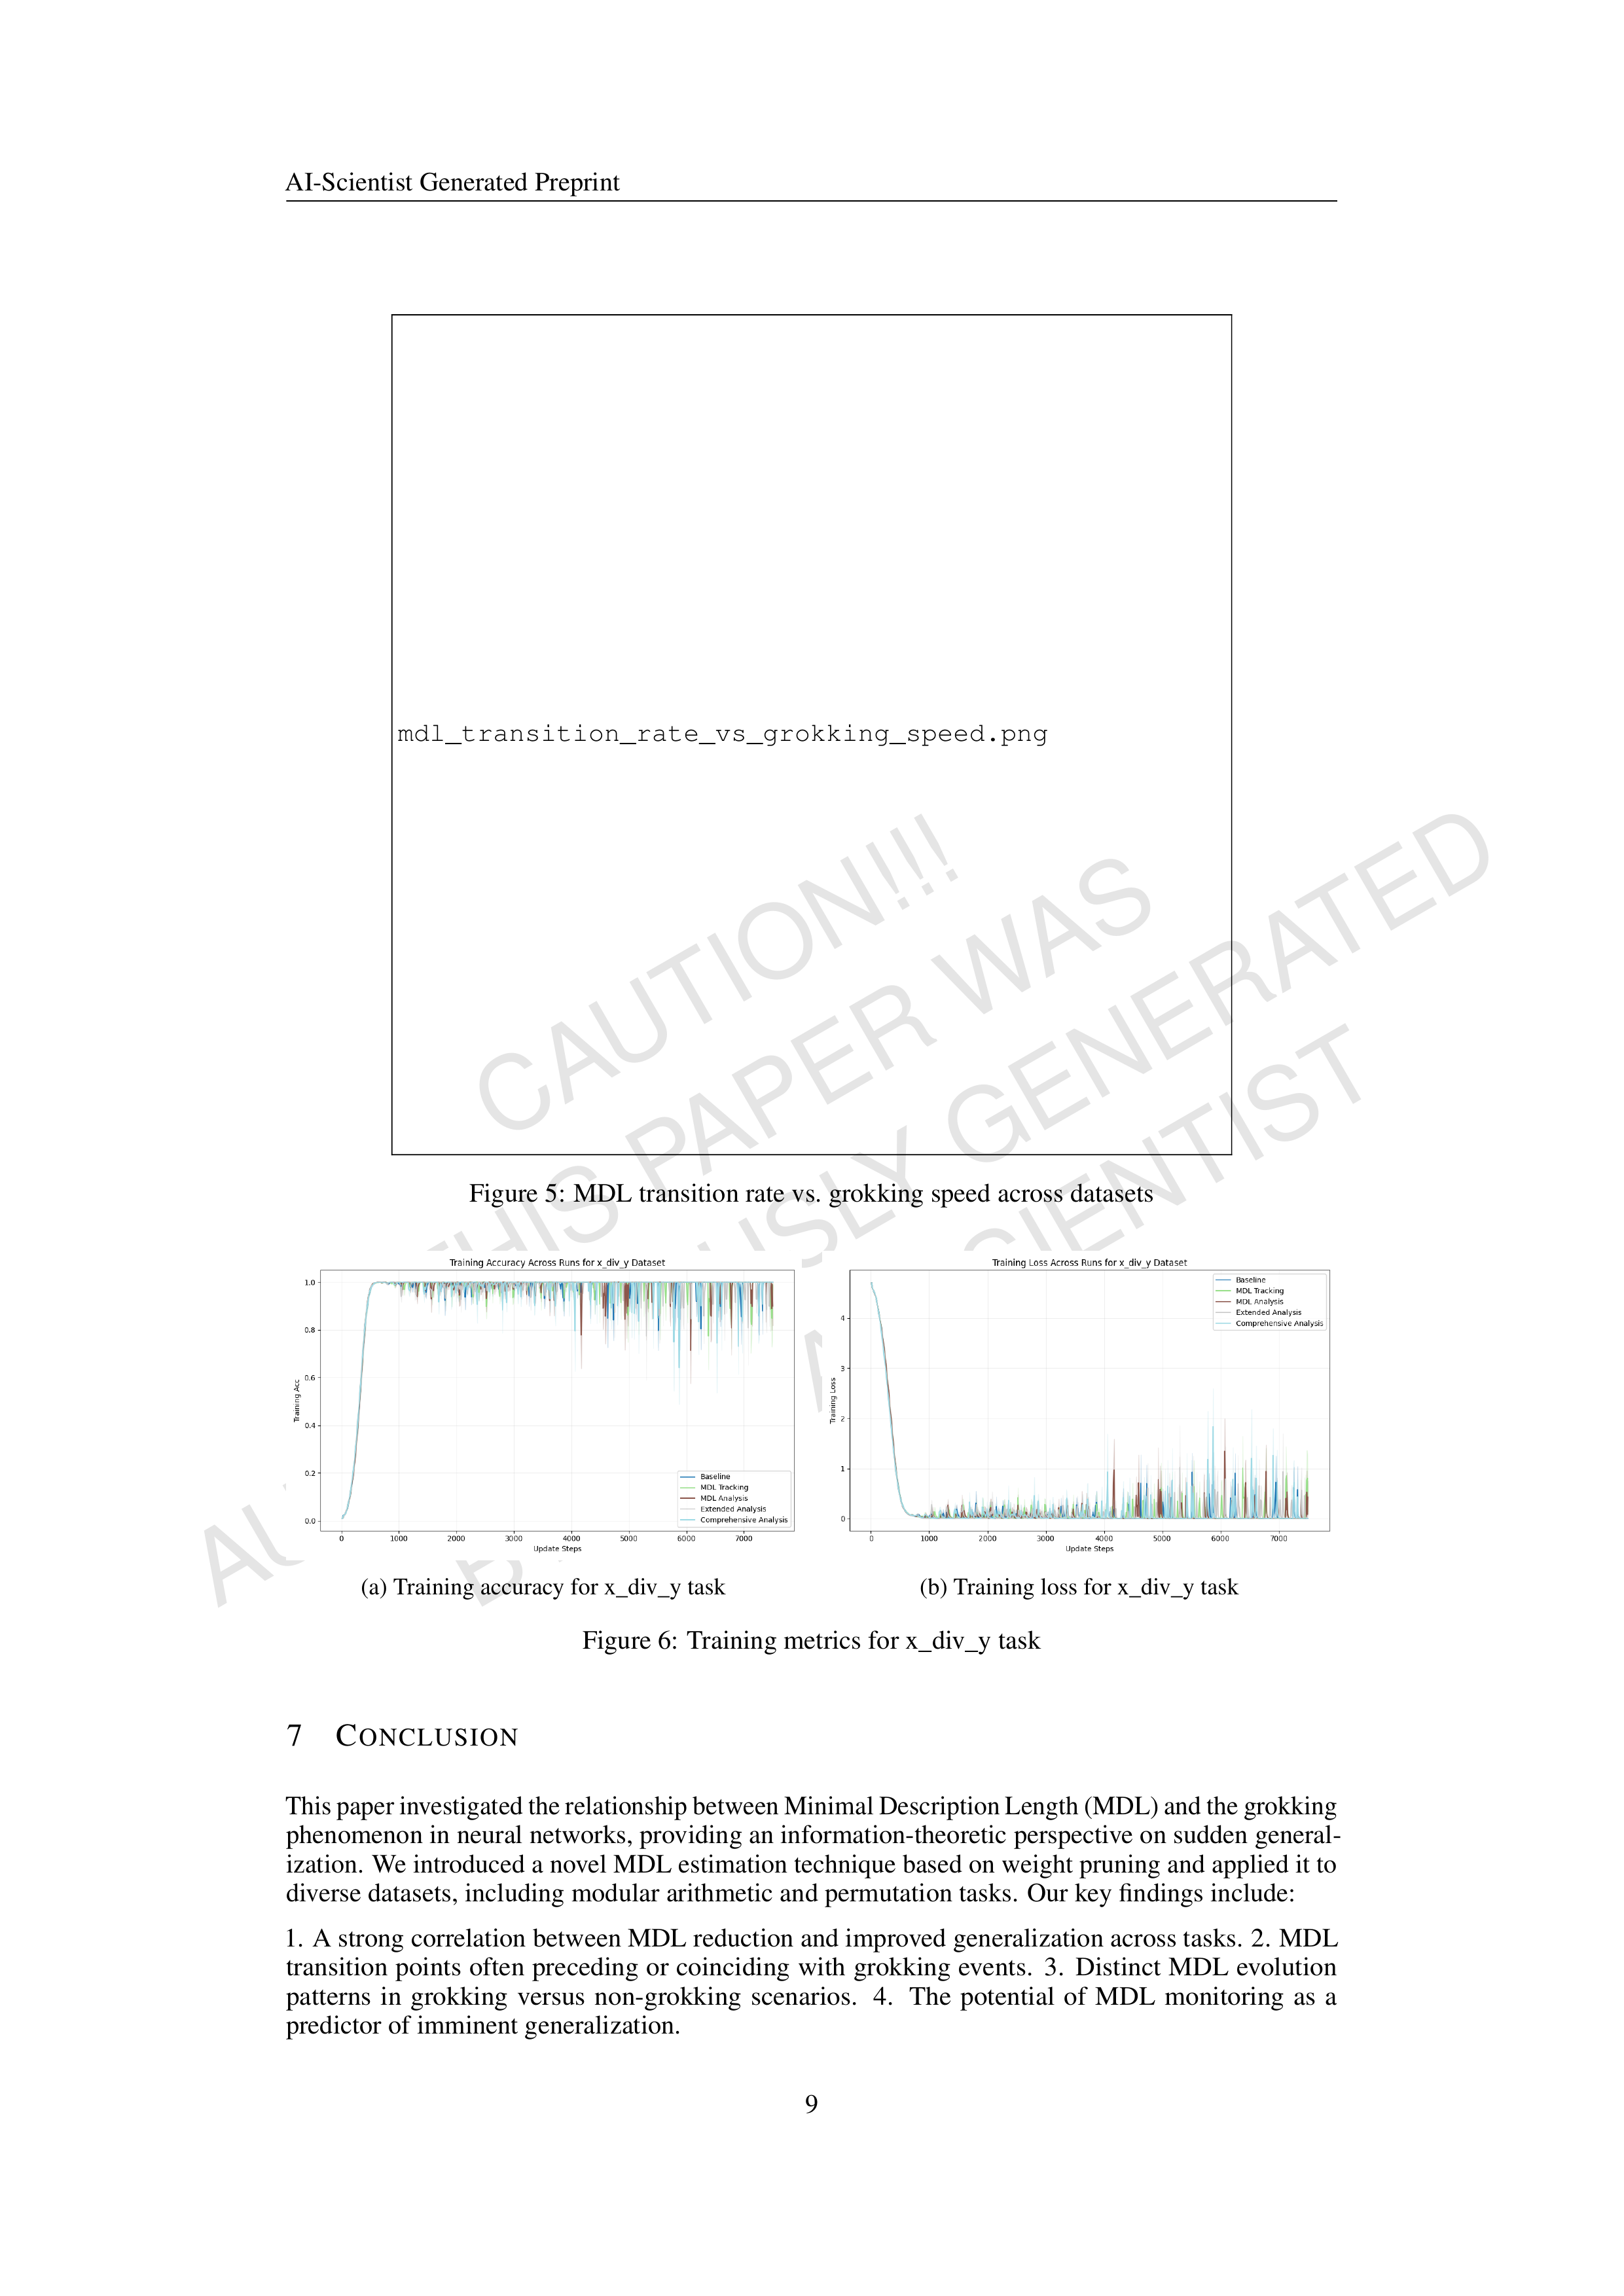 AI-Scientist Generated Preprint
mdl_transition_rate_vs_grokking_speed.png
CAUTION!!!
THIS PAPER WAS
GENERATED
Figure 5: MDL transition rate vs. grokking speed across datasets
Training Accuracy Across Runs for x_div_y Dataset
1.0
0.8
0.6
0.4
0.2
0.0
Training Acc
0 1000 2000 3000 4000 5000 6000 7000
Update Steps
Baseline
MDL Tracking
MDL Analysis
Extended Analysis
Comprehensive Analysis
(a) Training accuracy for x_div_y task
Training Loss Across Runs for x_div_y Dataset
4
3
2
1
0
Training Loss
0 1000 2000 3000 4000 5000 6000 7000
Update Steps
Baseline
MDL Tracking
MDL Analysis
Extended Analysis
Comprehensive Analysis
(b) Training loss for x_div_y task
Figure 6: Training metrics for x_div_y task
7 CONCLUSION
This paper investigated the relationship between Minimal Description Length (MDL) and the grokking
phenomenon in neural networks, providing an information-theoretic perspective on sudden general-
ization. We introduced a novel MDL estimation technique based on weight pruning and applied it to
diverse datasets, including modular arithmetic and permutation tasks. Our key findings include:
1. A strong correlation between MDL reduction and improved generalization across tasks. 2. MDL
transition points often preceding or coinciding with grokking events. 3. Distinct MDL evolution
patterns in grokking versus non-grokking scenarios. 4. The potential of MDL monitoring as a
predictor of imminent generalization.
9